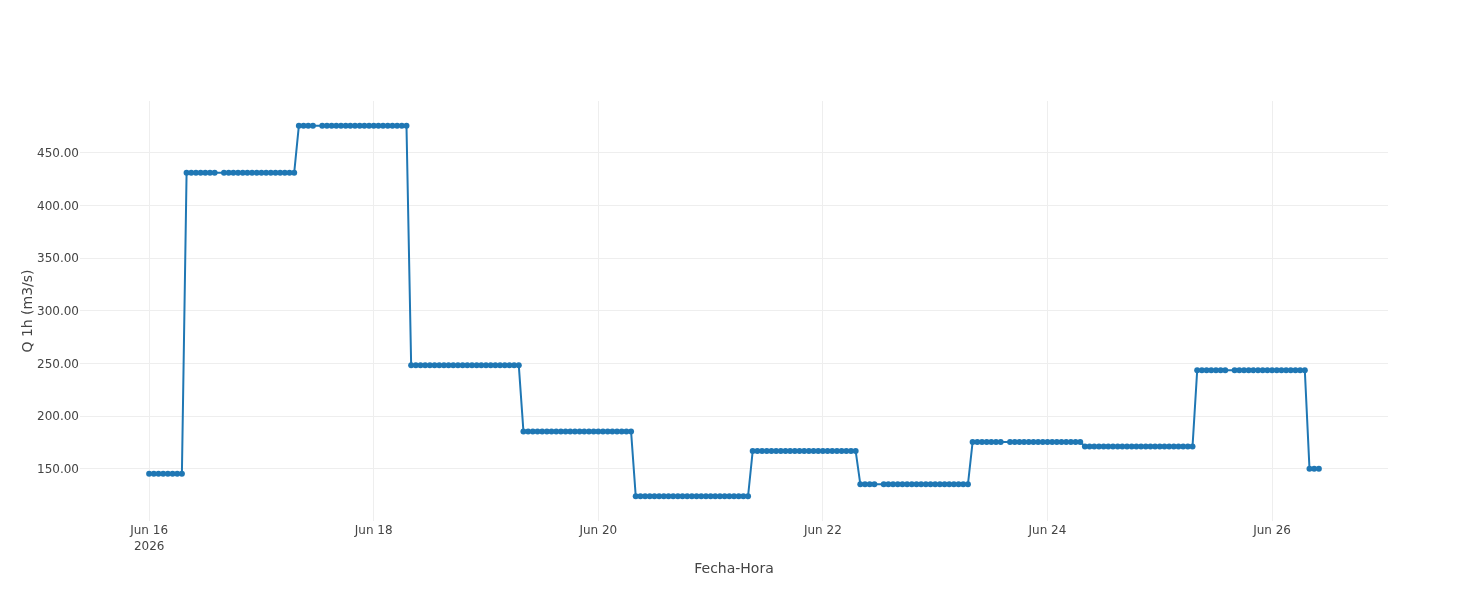 450.00
400.00
350.00
300.00
250.00
200.00
150.00
Q 1h (m3/s)
Jun 16
2026
Jun 18
Jun 20
Jun 22
Jun 24
Jun 26
Fecha-Hora